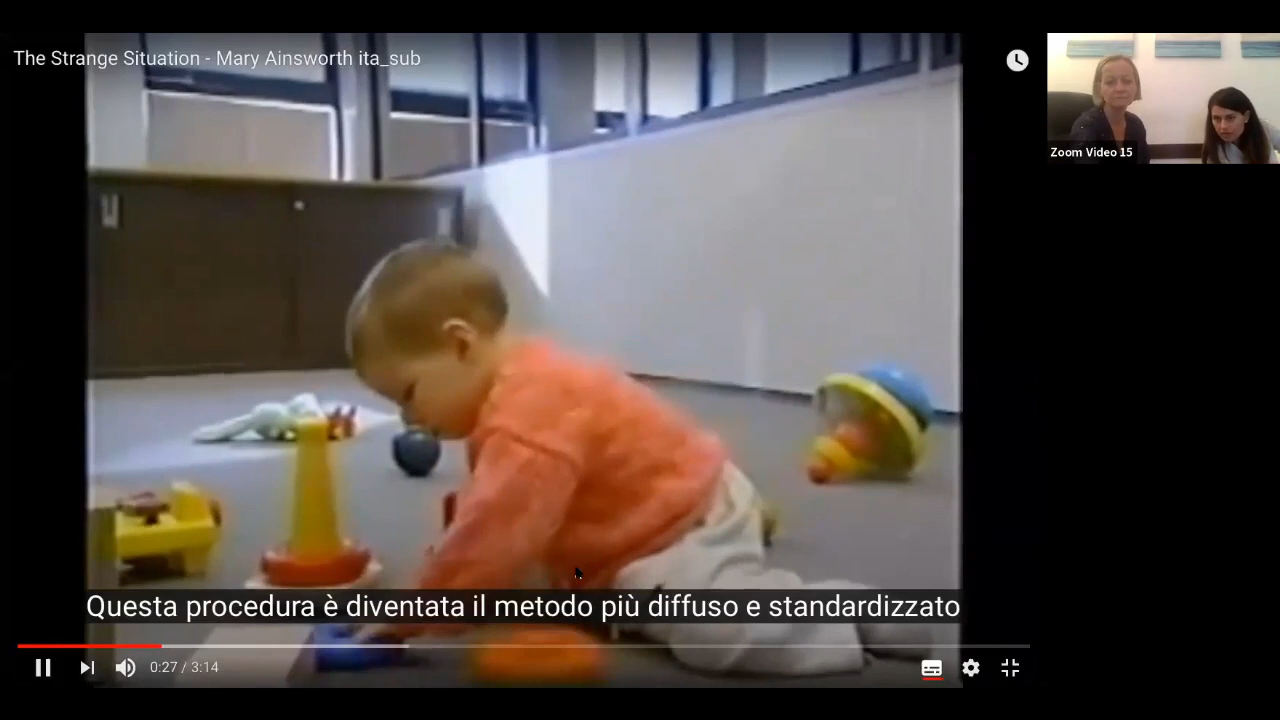 The Strange Situation - Mary Ainsworth ita_sub
Zoom Video 15
Questa procedura è diventata il metodo più diffuso e standardizzato
0:27 / 3:14